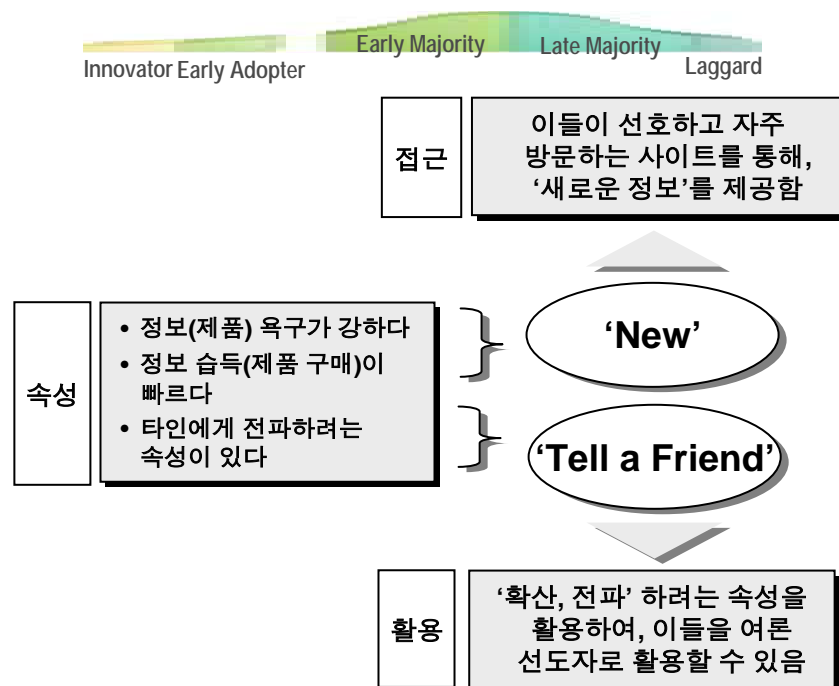 Innovator Early Adopter Early Majority Late Majority Laggard
접근
이들이 선호하고 자주
방문하는 사이트를 통해,
‘새로운 정보’를 제공함
속성
• 정보(제품) 욕구가 강하다
• 정보 습득(제품 구매)이
빠르다
• 타인에게 전파하려는
속성이 있다
‘New’
‘Tell a Friend’
활용
‘확산, 전파’ 하려는 속성을
활용하여, 이들을 여론
선도자로 활용할 수 있음